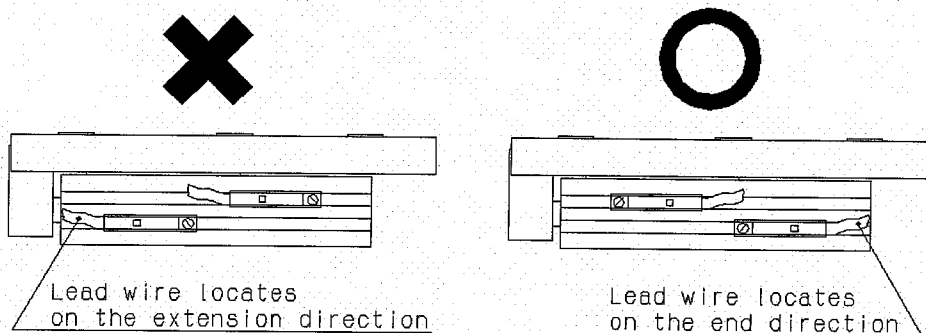 Lead wire locates
on the extension direction
Lead wire locates
on the end direction